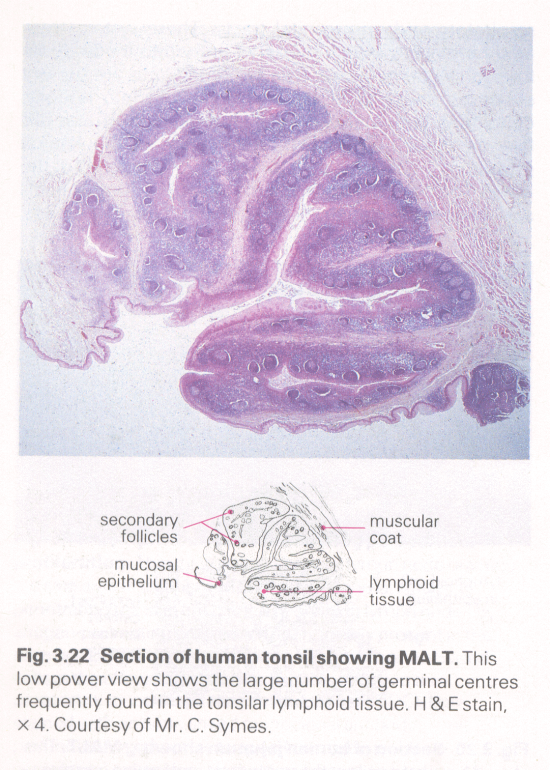 secondary
follicles
mucosal
epithelium
muscular
coat
lymphoid
tissue
Fig. 3.22 Section of human tonsil showing MALT. This
low power view shows the large number of germinal centres
frequently found in the tonsilar lymphoid tissue. H & E stain,
× 4. Courtesy of Mr. C. Symes.